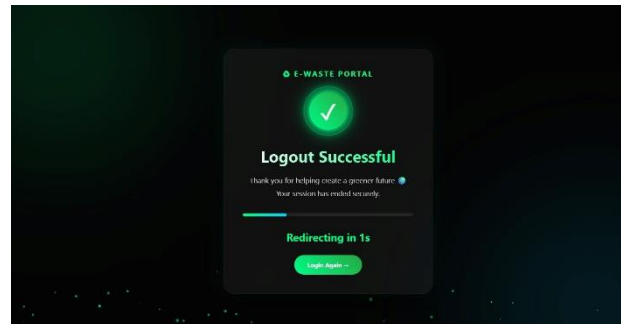 ♻ E-WASTE PORTAL
✓
Logout Successful
Thank you for helping create a greener future 🌍
Your session has ended securely.
Redirecting in 1s
Login Again →